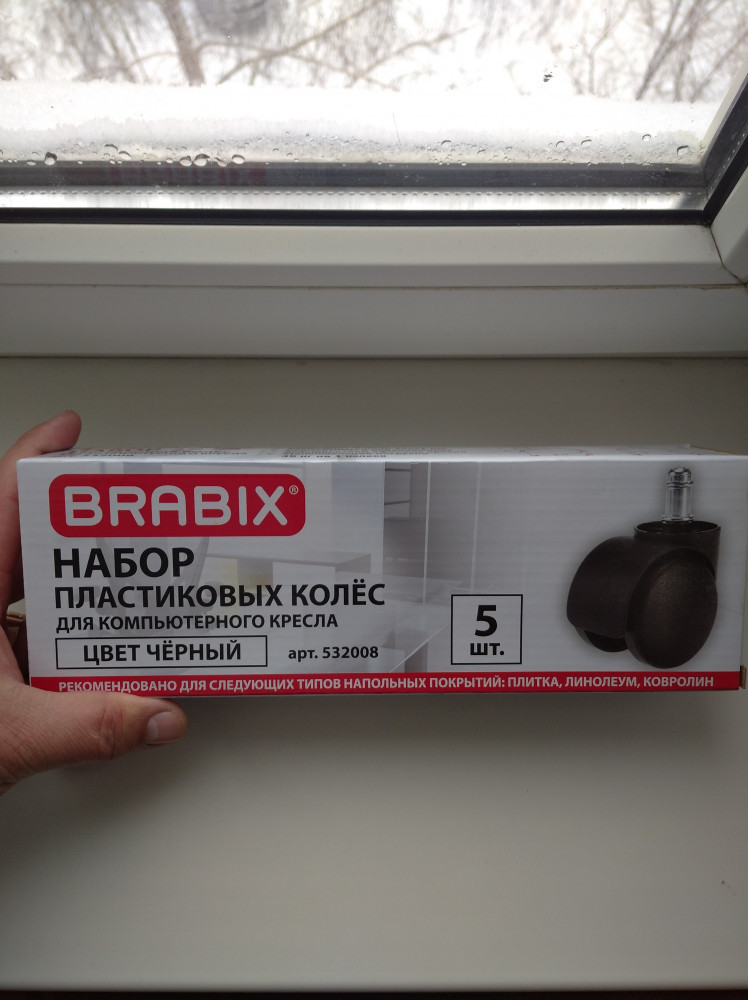 BRABIX®
НАБОР
ПЛАСТИКОВЫХ КОЛЁС
ДЛЯ КОМПЬЮТЕРНОГО КРЕСЛА
ЦВЕТ ЧЁРНЫЙ
арт. 532008
5
шт.
РЕКОМЕНДОВАНО ДЛЯ СЛЕДУЮЩИХ ТИПОВ НАПОЛЬНЫХ ПОКРЫТИЙ: ПЛИТКА, ЛИНОЛЕУМ, КОВРОЛИН